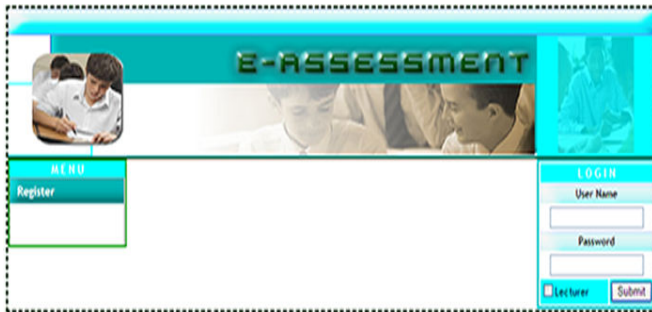 E-ASSESSMENT
MENU
Register
LOGIN
User Name
Password
Lecturer
Submit